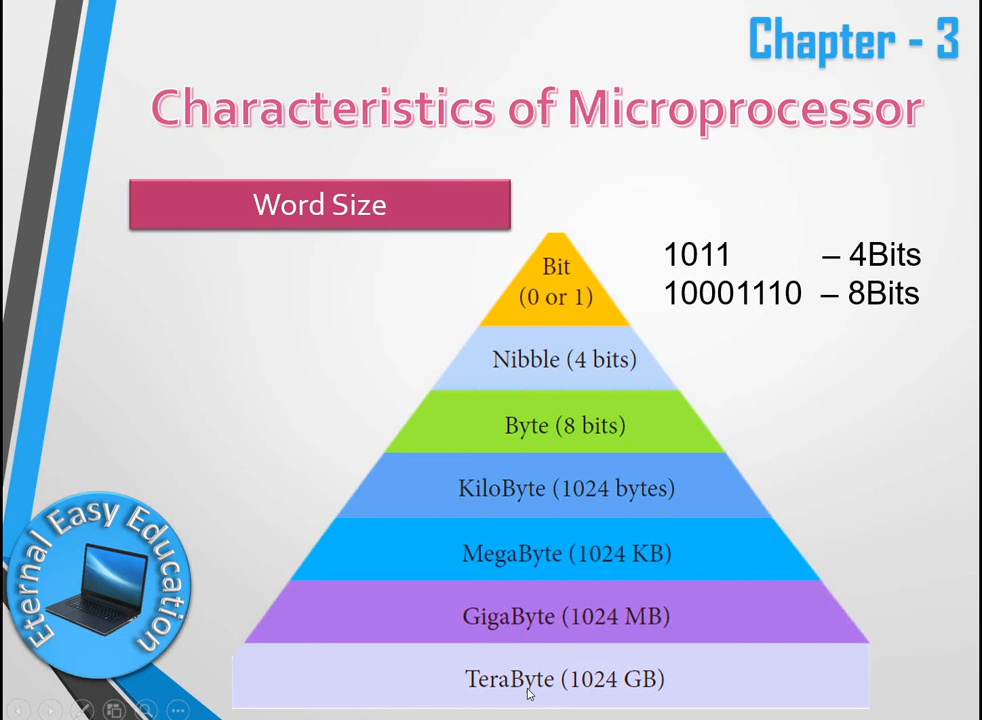 Chapter - 3
Characteristics of Microprocessor
Word Size
1011 – 4Bits
10001110 – 8Bits
Bit
(0 or 1)
Nibble (4 bits)
Byte (8 bits)
KiloByte (1024 bytes)
MegaByte (1024 KB)
GigaByte (1024 MB)
TeraByte (1024 GB)
Eternal Easy Education